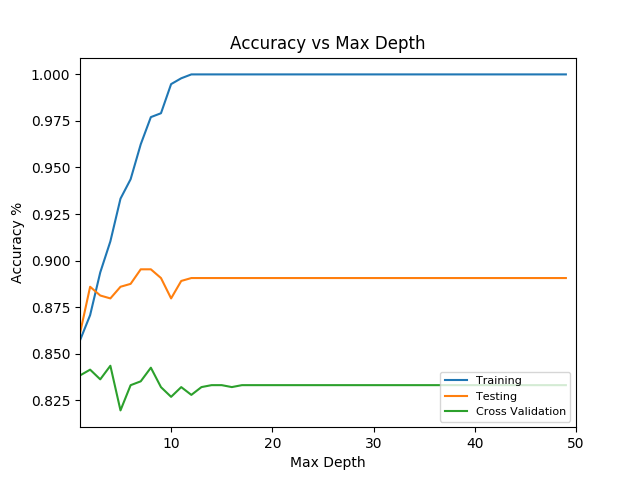 Accuracy vs Max Depth
Accuracy %
1.000
0.975
0.950
0.925
0.900
0.875
0.850
0.825
10
20
30
40
50
Max Depth
Training
Testing
Cross Validation